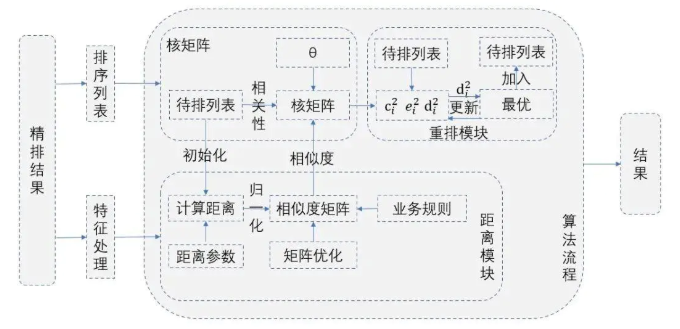 精排结果
排序列表
特征处理
核矩阵
θ
待排列表
相关性
核矩阵
初始化
相似度
待排列表
待排列表
加入
c_i^2 e_i^2 d_i^2
d_i^2
更新
最优
重排模块
计算距离
归一化
相似度矩阵
业务规则
距离参数
矩阵优化
距离模块
算法流程
结果